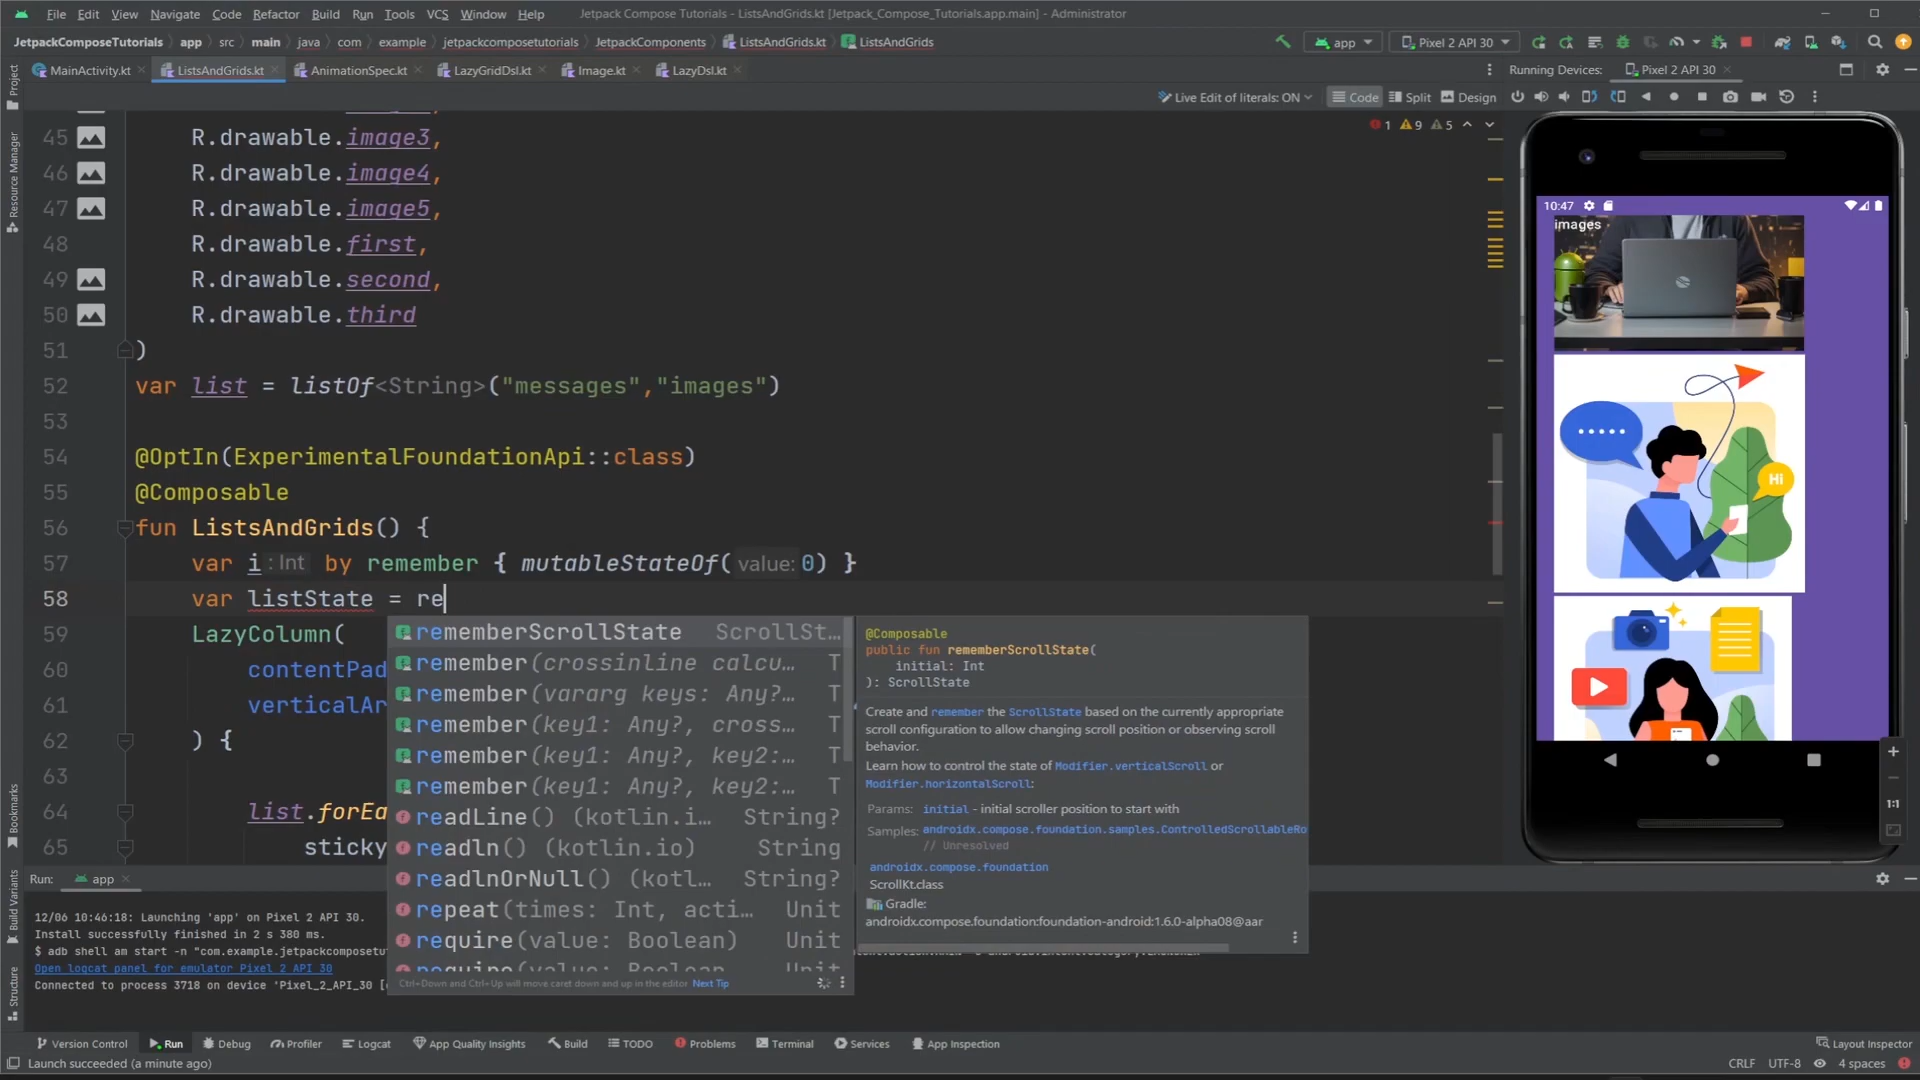 File Edit View Navigate Code Refactor Build Run Tools VCS Window Help Jetpack Compose Tutorials - ListsAndGrids.kt [Jetpack_Compose_Tutorials.app.main] - Administrator
JetpackComposeTutorials app src main java com example jetpackcomposetutorials JetpackComponents ListsAndGrids.kt ListsAndGrids app Pixel 2 API 30
MainActivity.kt ListsAndGrids.kt AnimationSpec.kt LazyGridDsl.kt Image.kt LazyDsl.kt Running Devices: Pixel 2 API 30
Live Edit of literals: ON Code Split Design
1 9 5
Project
Resource Manager
Bookmarks
Build Variants
Structure
45 R.drawable.image3,
46 R.drawable.image4,
47 R.drawable.image5,
48 R.drawable.first,
49 R.drawable.second,
50 R.drawable.third
51 )
52 var list = listOf<String>("messages","images")
53
54 @OptIn(ExperimentalFoundationApi::class)
55 @Composable
56 fun ListsAndGrids() {
57 var i: Int by remember { mutableStateOf( value: 0) }
58 var listState = re
59 LazyColumn(
60 contentPad
61 verticalAr
62 ) {
63
64 list.forEa
65 sticky
rememberScrollState ScrollSt…
remember(crossinline calcu… T
remember(vararg keys: Any?… T
remember(key1: Any?, cross… T
remember(key1: Any?, key2:… T
remember(key1: Any?, key2:… T
readLine() (kotlin.i… String?
readln() (kotlin.io) String
readlnOrNull() (kotl… String?
repeat(times: Int, acti… Unit
require(value: Boolean) Unit
require(value: Boolean Unit
Ctrl+Down and Ctrl+Up will move caret down and up in the editor Next Tip
@Composable
public fun rememberScrollState(
initial: Int
): ScrollState
Create and remember the ScrollState based on the currently appropriate
scroll configuration to allow changing scroll position or observing scroll
behavior.
Learn how to control the state of Modifier.verticalScroll or
Modifier.horizontalScroll:
Params: initial - initial scroller position to start with
Samples: androidx.compose.foundation.samples.ControlledScrollableRo
// Unresolved
androidx.compose.foundation
ScrollKt.class
Gradle:
androidx.compose.foundation:foundation-android:1.6.0-alpha08@aar
10:47
images
Hi
1:1
Run: app
12/06 10:46:18: Launching 'app' on Pixel 2 API 30.
Install successfully finished in 2 s 380 ms.
$ adb shell am start -n "com.example.jetpackcomposetu
Open logcat panel for emulator Pixel 2 API 30
Connected to process 3718 on device 'Pixel_2_API_30 [
Version Control Run Debug Profiler Logcat App Quality Insights Build TODO Problems Terminal Services App Inspection Layout Inspector
Launch succeeded (a minute ago) CRLF UTF-8 4 spaces